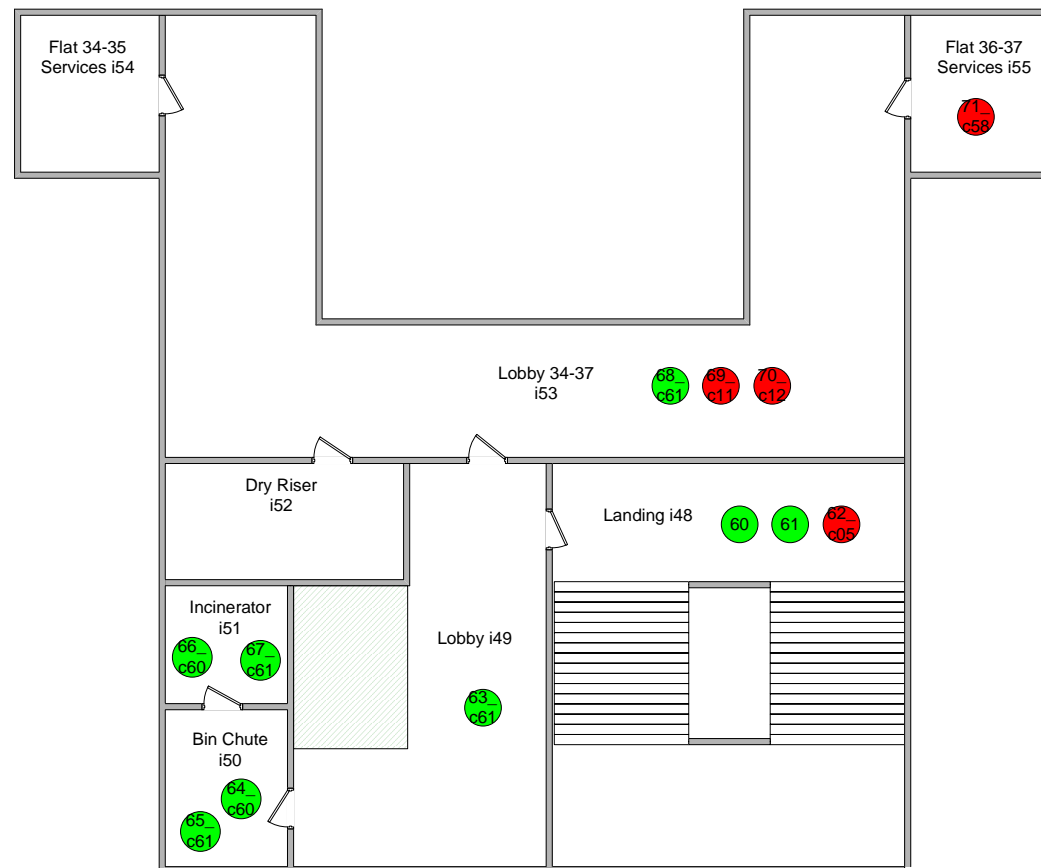 Flat 34-35
Services i54
Flat 36-37
Services i55
71_
c58
Lobby 34-37
i53
68_
c61
69_
c11
70_
c12
Dry Riser
i52
Landing i48
60
61
62_
c05
Incinerator
i51
66_
c60
67_
c61
Lobby i49
63_
c61
Bin Chute
i50
64_
c60
65_
c61